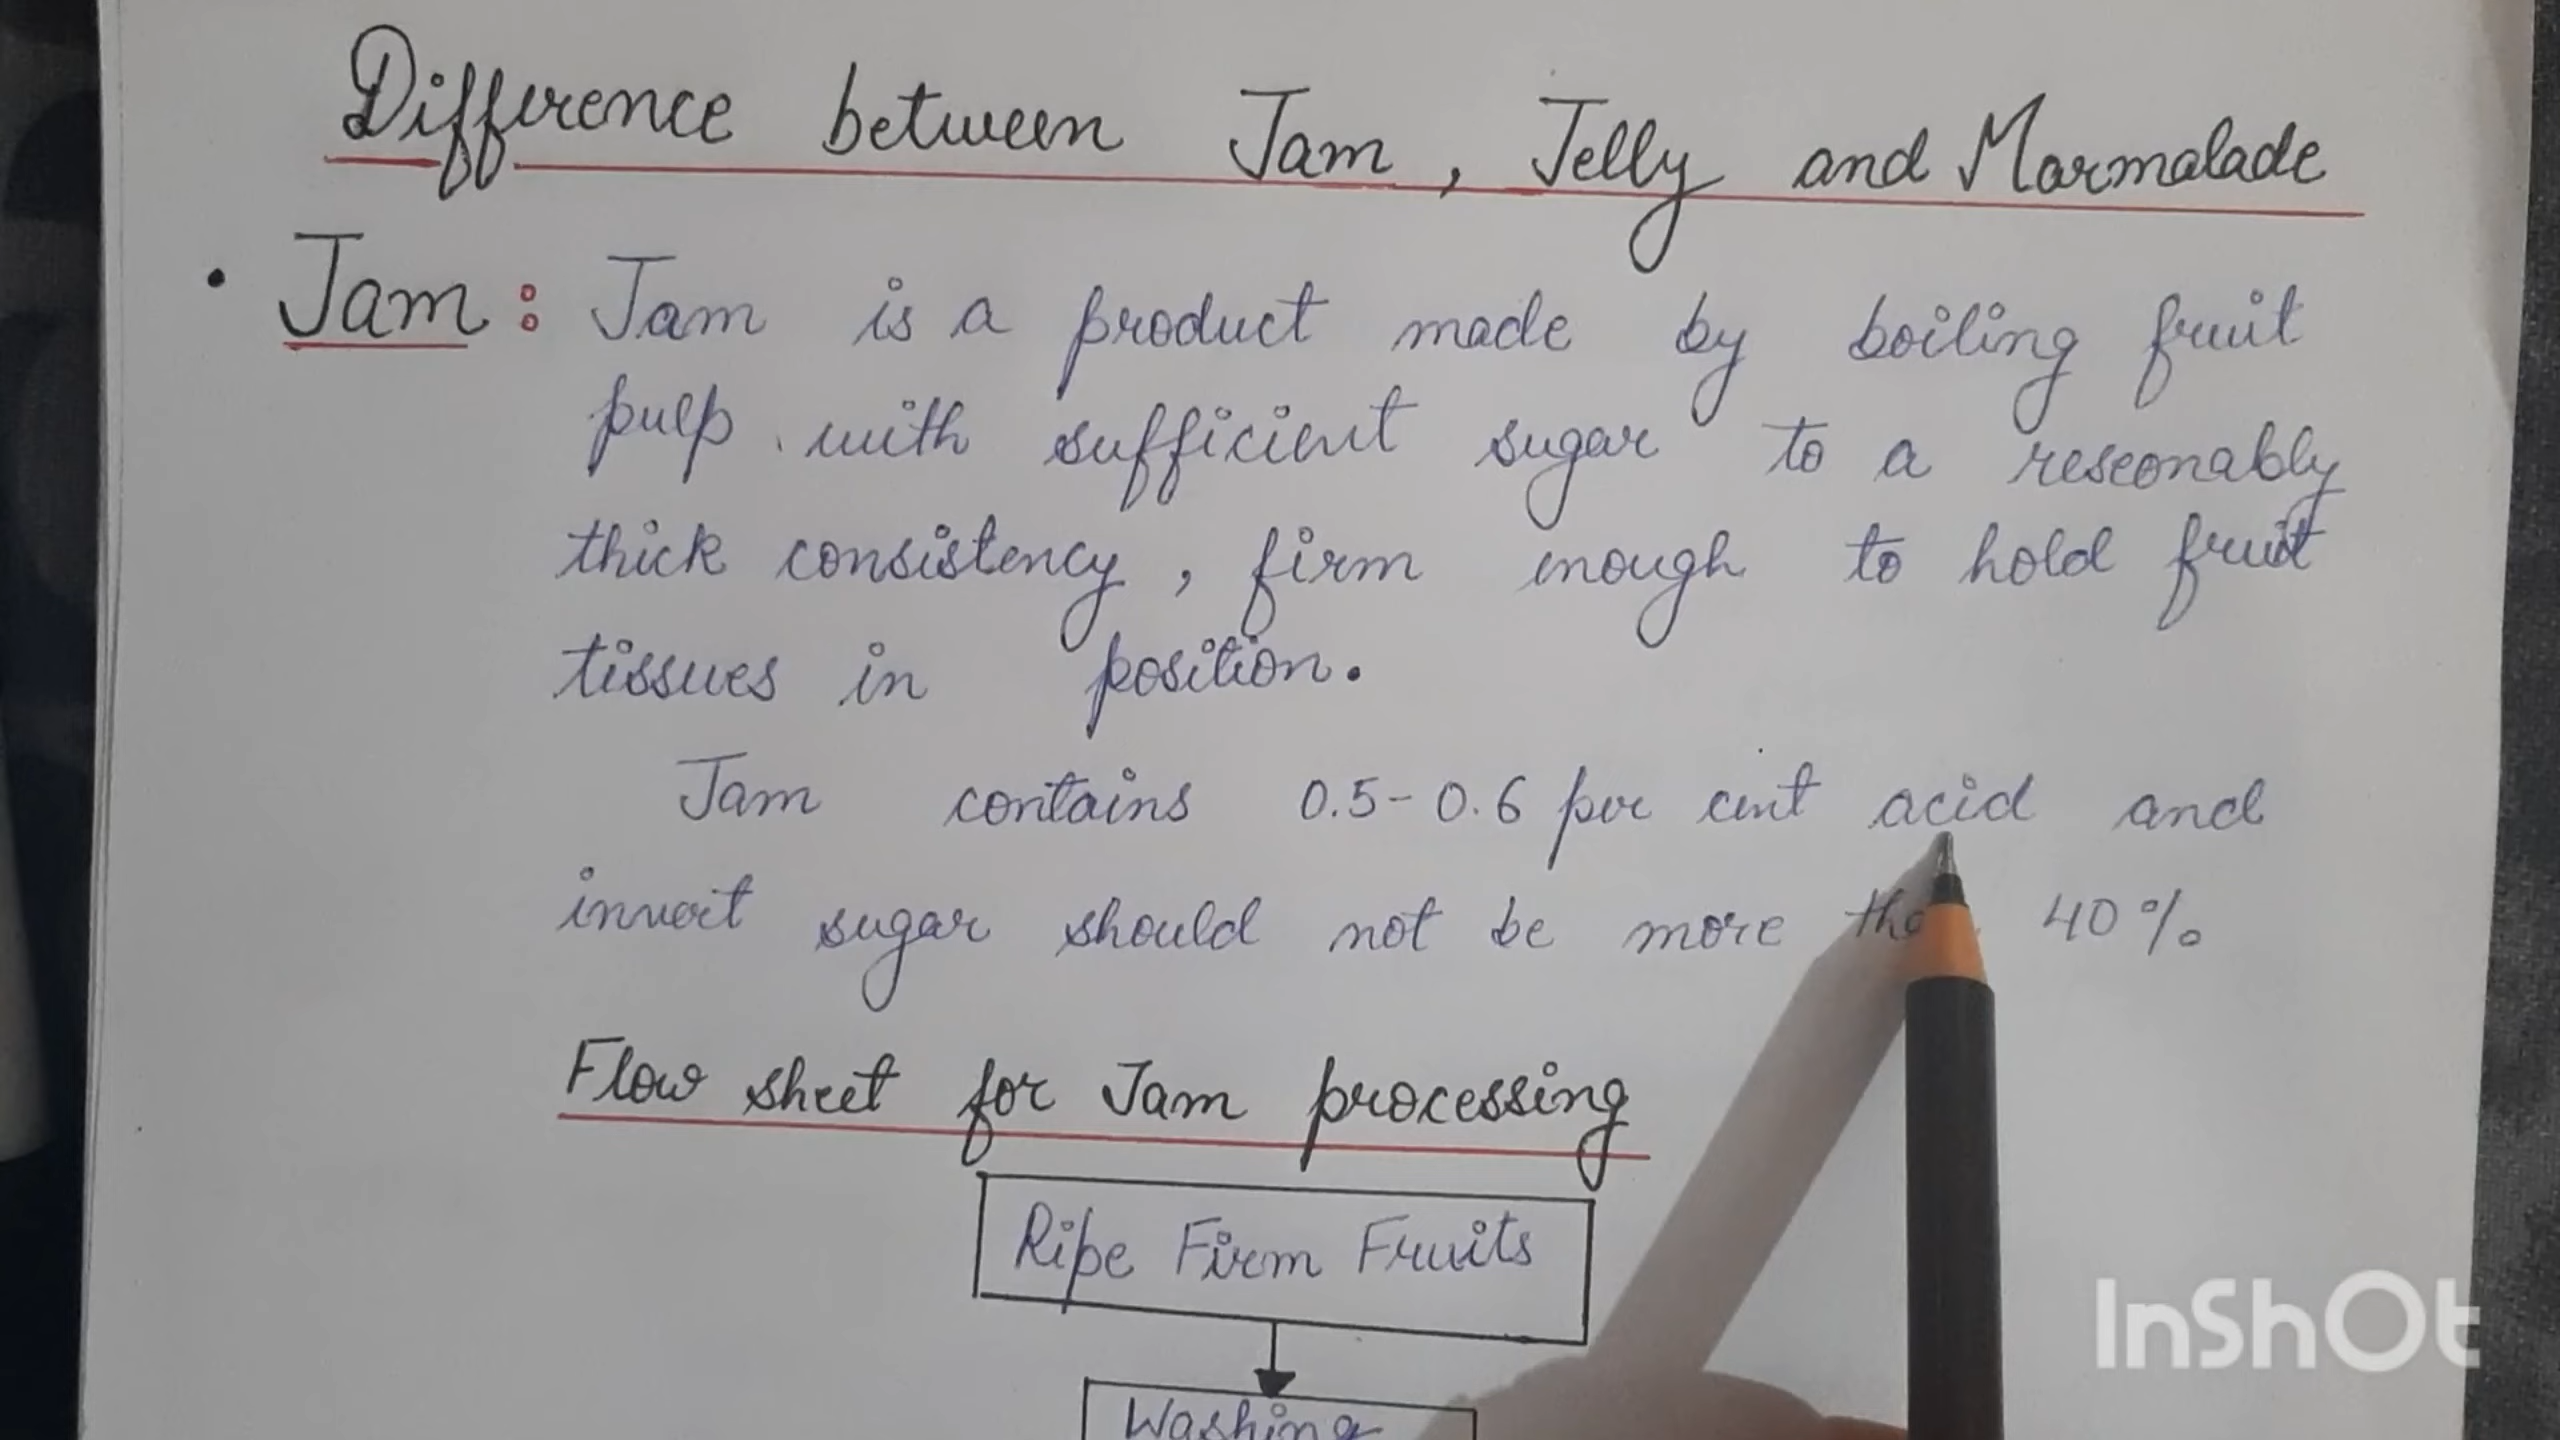 Difference between Jam, Jelly and Marmalade
• Jam: Jam is a product made by boiling fruit
pulp with sufficient sugar to a reseonably
thick consistency, firm enough to hold fruit
tissues in position.
Jam contains 0.5-0.6 per cent acid and
invert sugar should not be more tha 40%
Flow sheet for Jam processing
Ripe Firm Fruits
Washing
InShOt